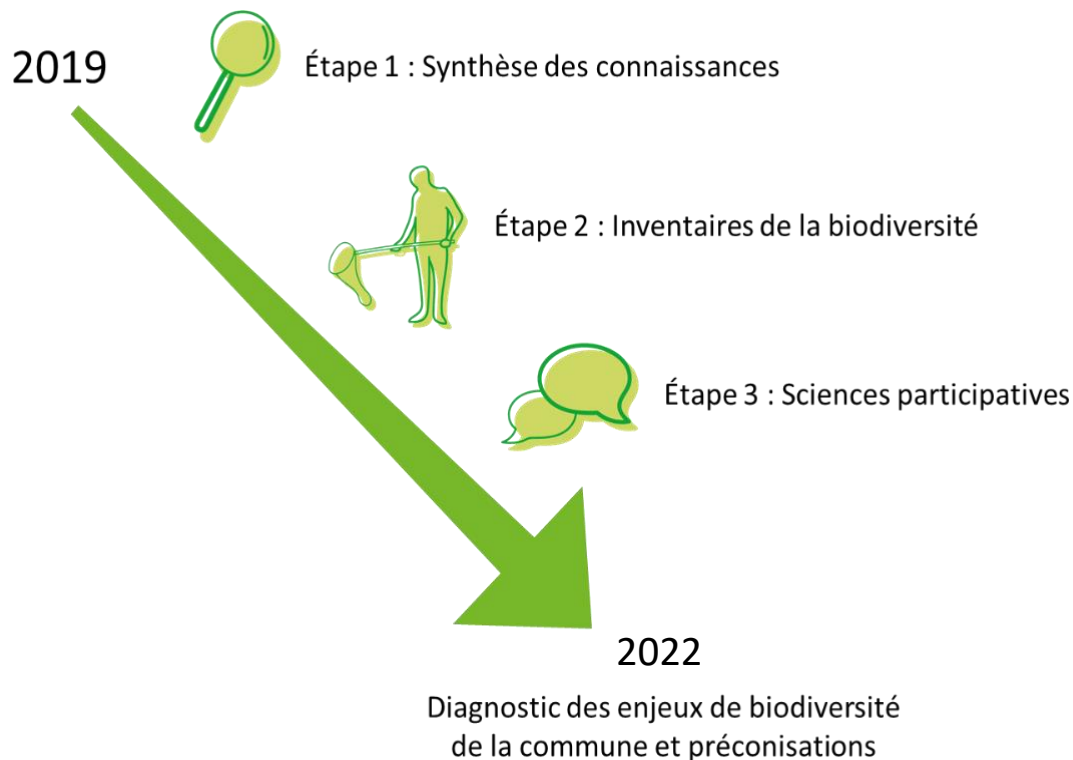 2019
Étape 1 : Synthèse des connaissances
Étape 2 : Inventaires de la biodiversité
Étape 3 : Sciences participatives
2022
Diagnostic des enjeux de biodiversité
de la commune et préconisations